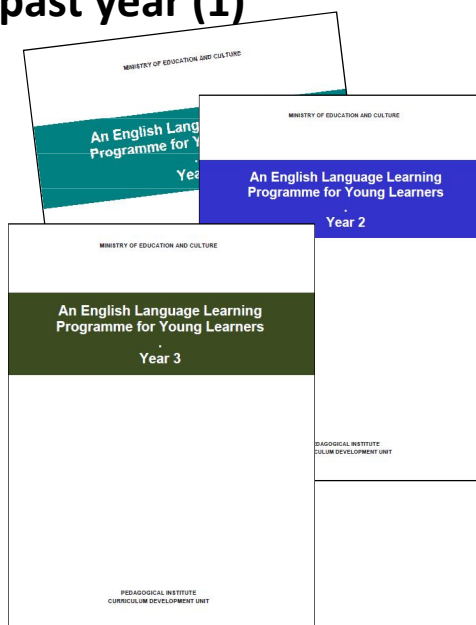 past year (1)
MINISTRY OF EDUCATION AND CULTURE
An English Lang
Programme for Y
.
Yea
MINISTRY OF EDUCATION AND CULTURE
An English Language Learning
Programme for Young Learners
.
Year 2
DAGOGICAL INSTITUTE
CULUM DEVELOPMENT UNIT
MINISTRY OF EDUCATION AND CULTURE
An English Language Learning
Programme for Young Learners
.
Year 3
PEDAGOGICAL INSTITUTE
CURRICULUM DEVELOPMENT UNIT